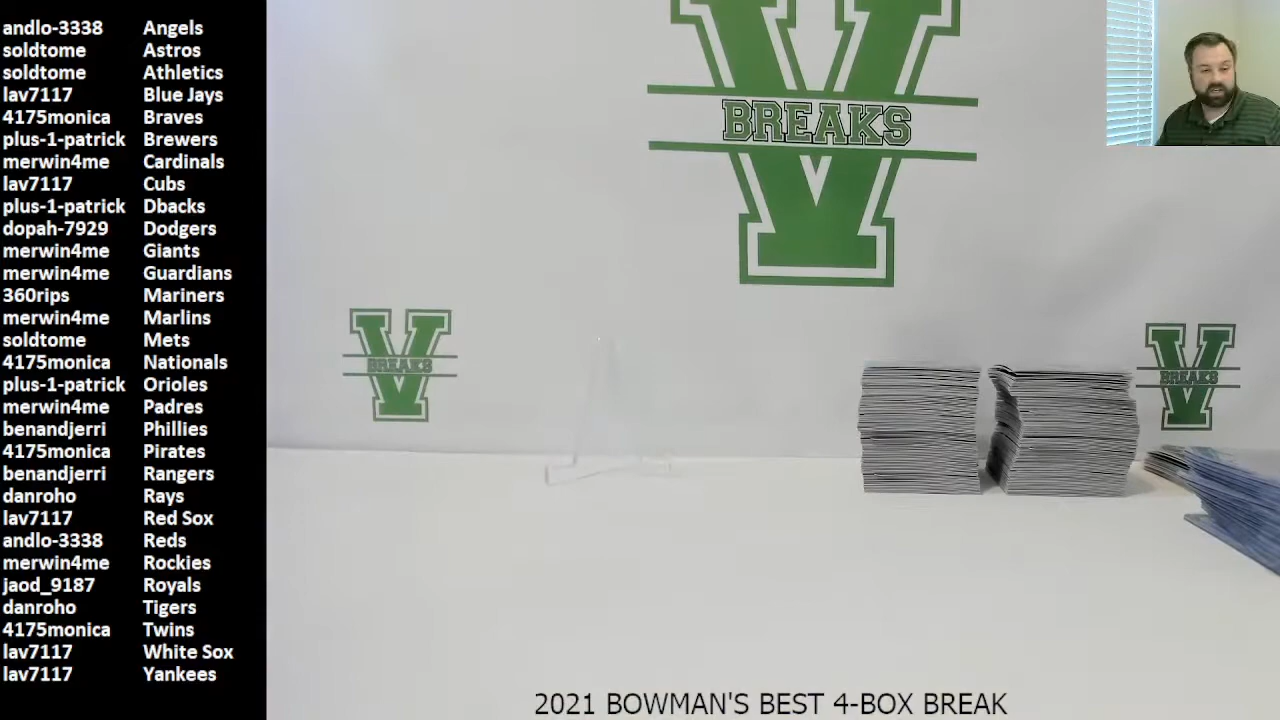 andlo-3338 Angels
soldtome Astros
soldtome Athletics
lav7117 Blue Jays
4175monica Braves
plus-1-patrick Brewers
merwin4me Cardinals
lav7117 Cubs
plus-1-patrick Dbacks
dopah-7929 Dodgers
merwin4me Giants
merwin4me Guardians
360rips Mariners
merwin4me Marlins
soldtome Mets
4175monica Nationals
plus-1-patrick Orioles
merwin4me Padres
benandjerri Phillies
4175monica Pirates
benandjerri Rangers
danroho Rays
lav7117 Red Sox
andlo-3338 Reds
merwin4me Rockies
jaod_9187 Royals
danroho Tigers
4175monica Twins
lav7117 White Sox
lav7117 Yankees
V
BREAKS
V
BREAKS
V
BREAKS
2021 BOWMAN'S BEST 4-BOX BREAK